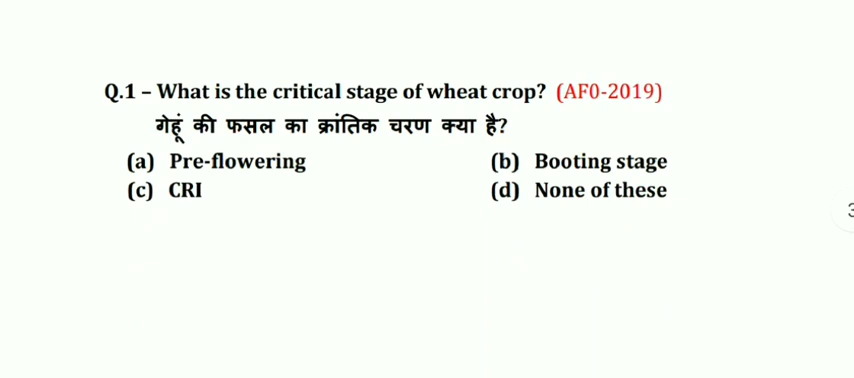 Q.1 – What is the critical stage of wheat crop? (AF0-2019)
गेहूं की फसल का क्रांतिक चरण क्या है?
(a) Pre-flowering (b) Booting stage
(c) CRI (d) None of these